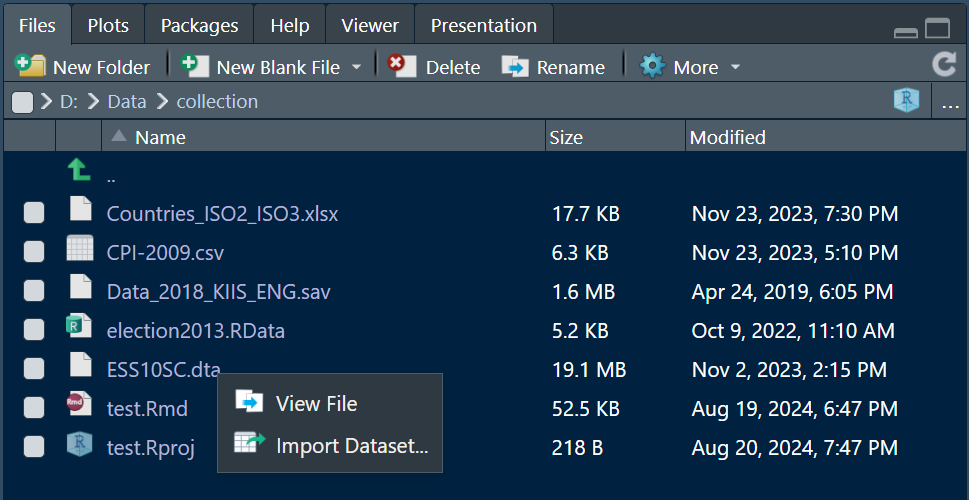 Files Plots Packages Help Viewer Presentation
New Folder New Blank File Delete Rename More
D: Data collection ...
Name Size Modified
..
Countries_ISO2_ISO3.xlsx 17.7 KB Nov 23, 2023, 7:30 PM
CPI-2009.csv 6.3 KB Nov 23, 2023, 5:10 PM
Data_2018_KIIS_ENG.sav 1.6 MB Apr 24, 2019, 6:05 PM
election2013.RData 5.2 KB Oct 9, 2022, 11:10 AM
ESS10SC.dta 19.1 MB Nov 2, 2023, 2:15 PM
View File
test.Rmd 52.5 KB Aug 19, 2024, 6:47 PM
Import Dataset...
test.Rproj 218 B Aug 20, 2024, 7:47 PM